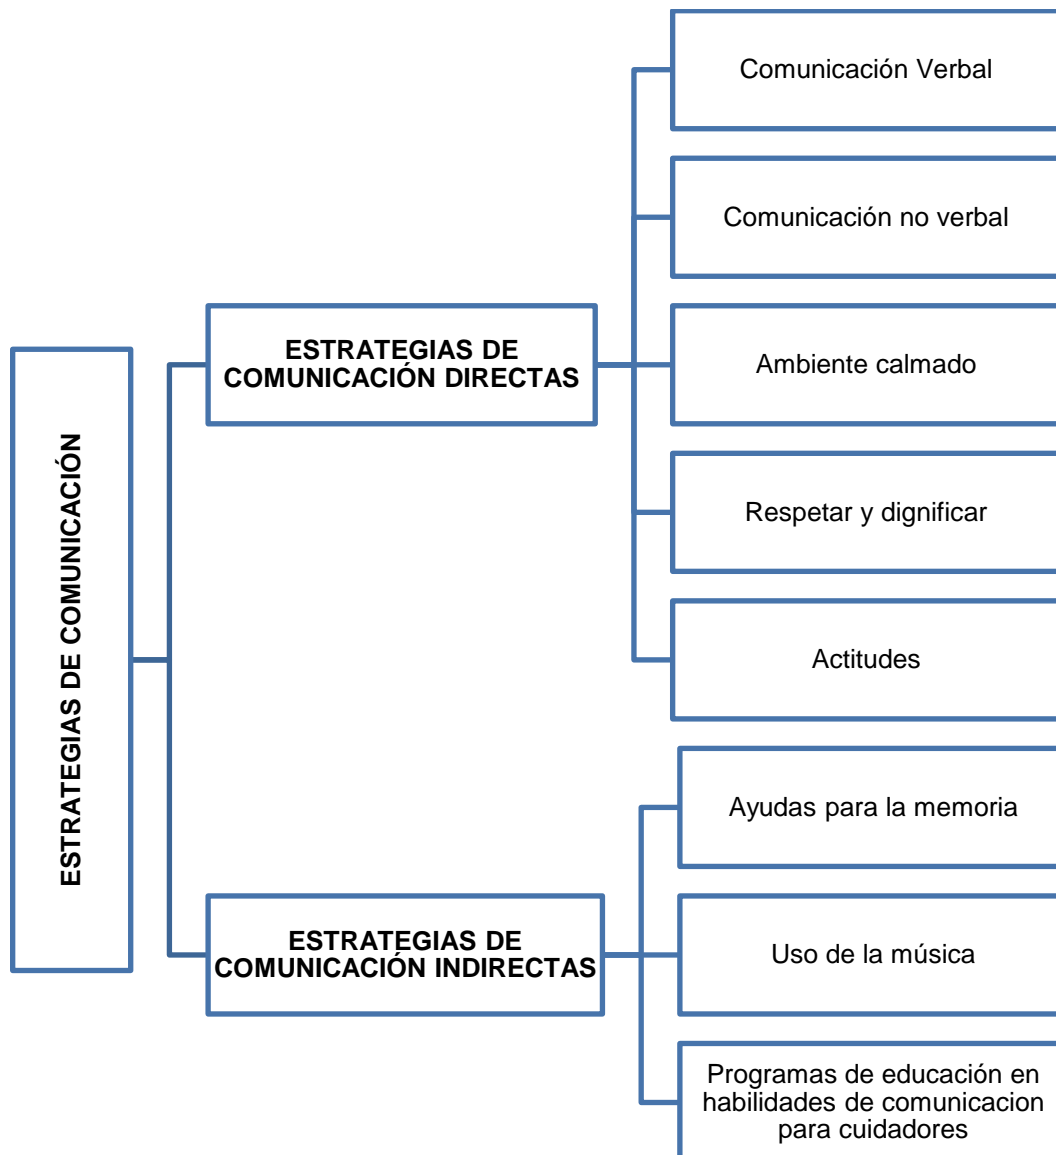 ESTRATEGIAS DE COMUNICACIÓN
ESTRATEGIAS DE
COMUNICACIÓN DIRECTAS
Comunicación Verbal
Comunicación no verbal
Ambiente calmado
Respetar y dignificar
Actitudes
ESTRATEGIAS DE
COMUNICACIÓN INDIRECTAS
Ayudas para la memoria
Uso de la música
Programas de educación en
habilidades de comunicacion
para cuidadores